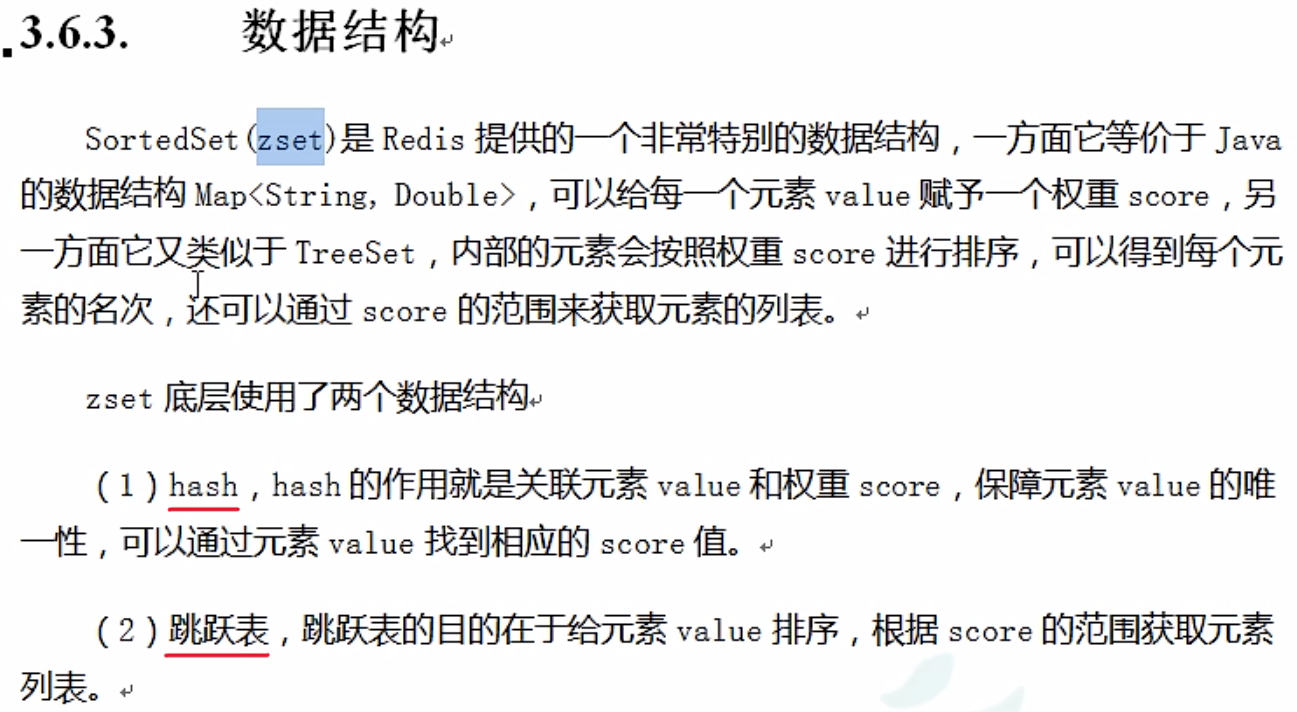 3.6.3. 数据结构
SortedSet(zset)是 Redis 提供的一个非常特别的数据结构，一方面它等价于 Java
的数据结构 Map<String, Double>，可以给每一个元素 value 赋予一个权重 score，另
一方面它又类似于 TreeSet，内部的元素会按照权重 score 进行排序，可以得到每个元
素的名次，还可以通过 score 的范围来获取元素的列表。
zset 底层使用了两个数据结构
（1）hash，hash 的作用就是关联元素 value 和权重 score，保障元素 value 的唯
一性，可以通过元素 value 找到相应的 score 值。
（2）跳跃表，跳跃表的目的在于给元素 value 排序，根据 score 的范围获取元素
列表。